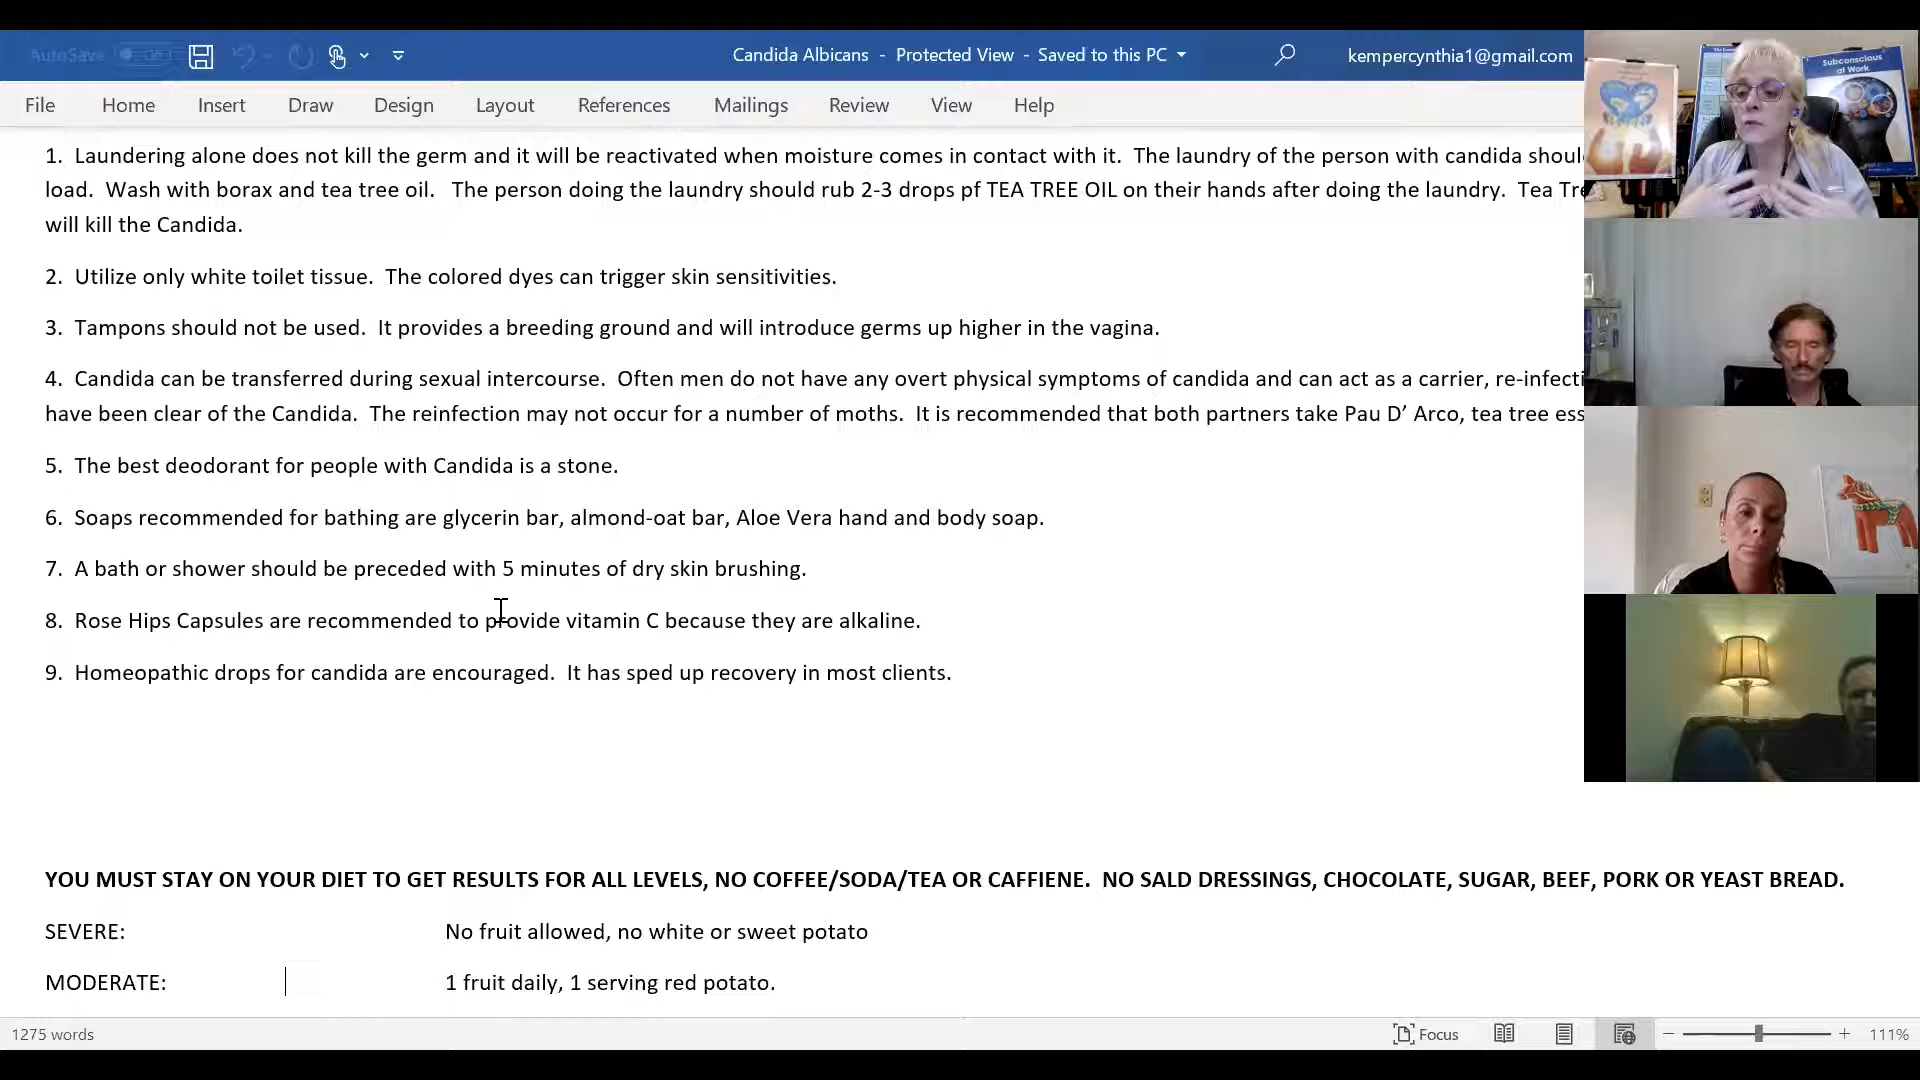 AutoSave Off
Candida Albicans - Protected View - Saved to this PC
kempercynthia1@gmail.com
File Home Insert Draw Design Layout References Mailings Review View Help
Subconscious
at Work
1. Laundering alone does not kill the germ and it will be reactivated when moisture comes in contact with it. The laundry of the person with candida shoul
load. Wash with borax and tea tree oil. The person doing the laundry should rub 2-3 drops pf TEA TREE OIL on their hands after doing the laundry. Tea Tre
will kill the Candida.
2. Utilize only white toilet tissue. The colored dyes can trigger skin sensitivities.
3. Tampons should not be used. It provides a breeding ground and will introduce germs up higher in the vagina.
4. Candida can be transferred during sexual intercourse. Often men do not have any overt physical symptoms of candida and can act as a carrier, re-infecti
have been clear of the Candida. The reinfection may not occur for a number of moths. It is recommended that both partners take Pau D’ Arco, tea tree ess
5. The best deodorant for people with Candida is a stone.
6. Soaps recommended for bathing are glycerin bar, almond-oat bar, Aloe Vera hand and body soap.
7. A bath or shower should be preceded with 5 minutes of dry skin brushing.
8. Rose Hips Capsules are recommended to provide vitamin C because they are alkaline.
9. Homeopathic drops for candida are encouraged. It has sped up recovery in most clients.
YOU MUST STAY ON YOUR DIET TO GET RESULTS FOR ALL LEVELS, NO COFFEE/SODA/TEA OR CAFFIENE. NO SALD DRESSINGS, CHOCOLATE, SUGAR, BEEF, PORK OR YEAST BREAD.
SEVERE: No fruit allowed, no white or sweet potato
MODERATE: 1 fruit daily, 1 serving red potato.
1275 words
Focus
111%